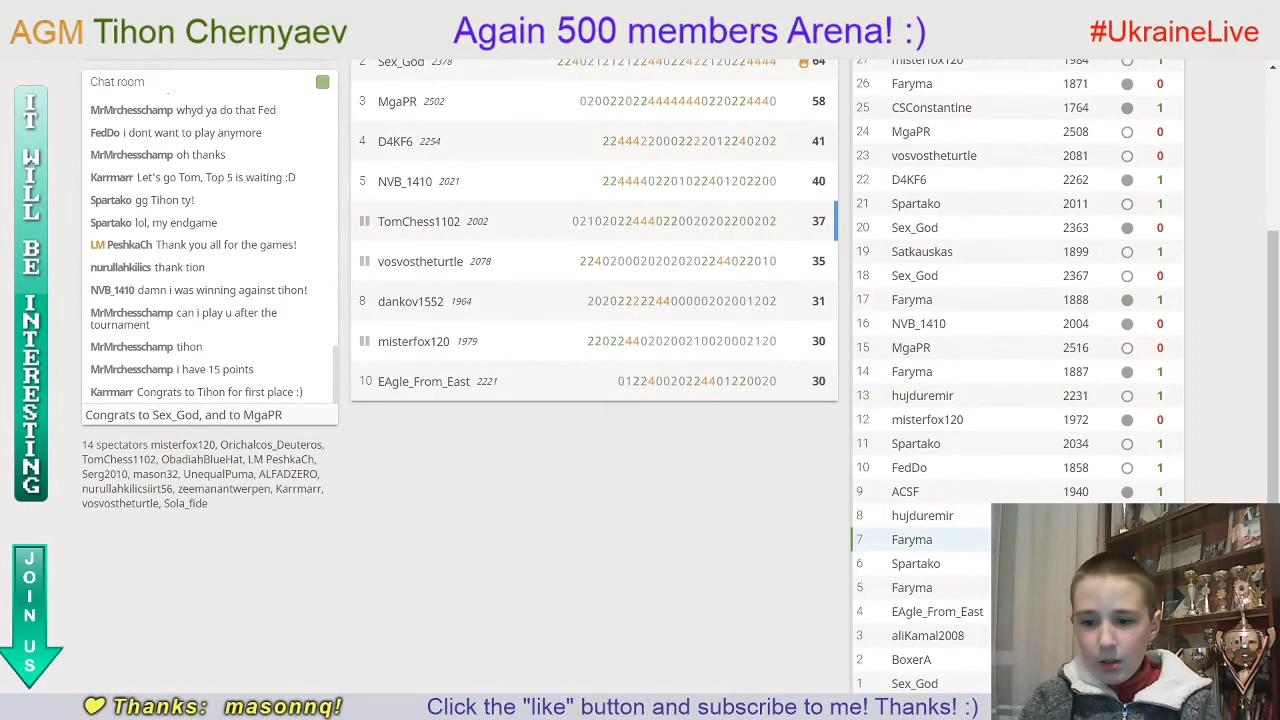 AGM Tihon Chernyaev
Again 500 members Arena! :)
#UkraineLive
IT WILL BE INTERESTING
JOIN US
Chat room
MrMrchesschamp whyd ya do that Fed
FedDo i dont want to play anymore
MrMrchesschamp oh thanks
Karrmarr Let's go Tom, Top 5 is waiting :D
Spartako gg Tihon ty!
Spartako lol, my endgame
LM PeshkaCh Thank you all for the games!
nurullahkilics thank tion
NVB_1410 damn i was winning against tihon!
MrMrchesschamp can i play u after the
tournament
MrMrchesschamp tihon
MrMrchesschamp i have 15 points
Karrmarr Congrats to Tihon for first place :)
Congrats to Sex_God, and to MgaPR
14 spectators misterfox120, Orichalcos_Deuteros,
TomChess1102, ObadiahBlueHat, LM PeshkaCh,
Serg2010, mason32, UnequalPuma, ALFADZERO,
nurullahkilicsiirt56, zeemanantwerpen, Karrmarr,
vosvostheturtle, Sola_fide
2 Sex_God 2378 64
3 MgaPR 2502 020022022444444402202244440 58
4 D4KF6 2254 41
5 NVB_1410 2021 40
TomChess1102 2002 37
vosvostheturtle 2078 35
8 dankov1552 1964 31
misterfox120 1979 30
10 EAgle_From_East 2221 30
27 misterfox120 1984 1
26 Faryma 1871 0
25 CSConstantine 1764 1
24 MgaPR 2508 0
23 vosvostheturtle 2081 0
22 D4KF6 2262 1
21 Spartako 2011 1
20 Sex_God 2363 0
19 Satkauskas 1899 1
18 Sex_God 2367 0
17 Faryma 1888 1
16 NVB_1410 2004 0
15 MgaPR 2516 0
14 Faryma 1887 1
13 hujduremir 2231 1
12 misterfox120 1972 0
11 Spartako 2034 1
10 FedDo 1858 1
9 ACSF 1940 1
8 hujduremir
7 Faryma
6 Spartako
5 Faryma
4 EAgle_From_East
3 aliKamal2008
2 BoxerA
1 Sex_God
Thanks: masonnq!
Click the "like" button and subscribe to me! Thanks! :)